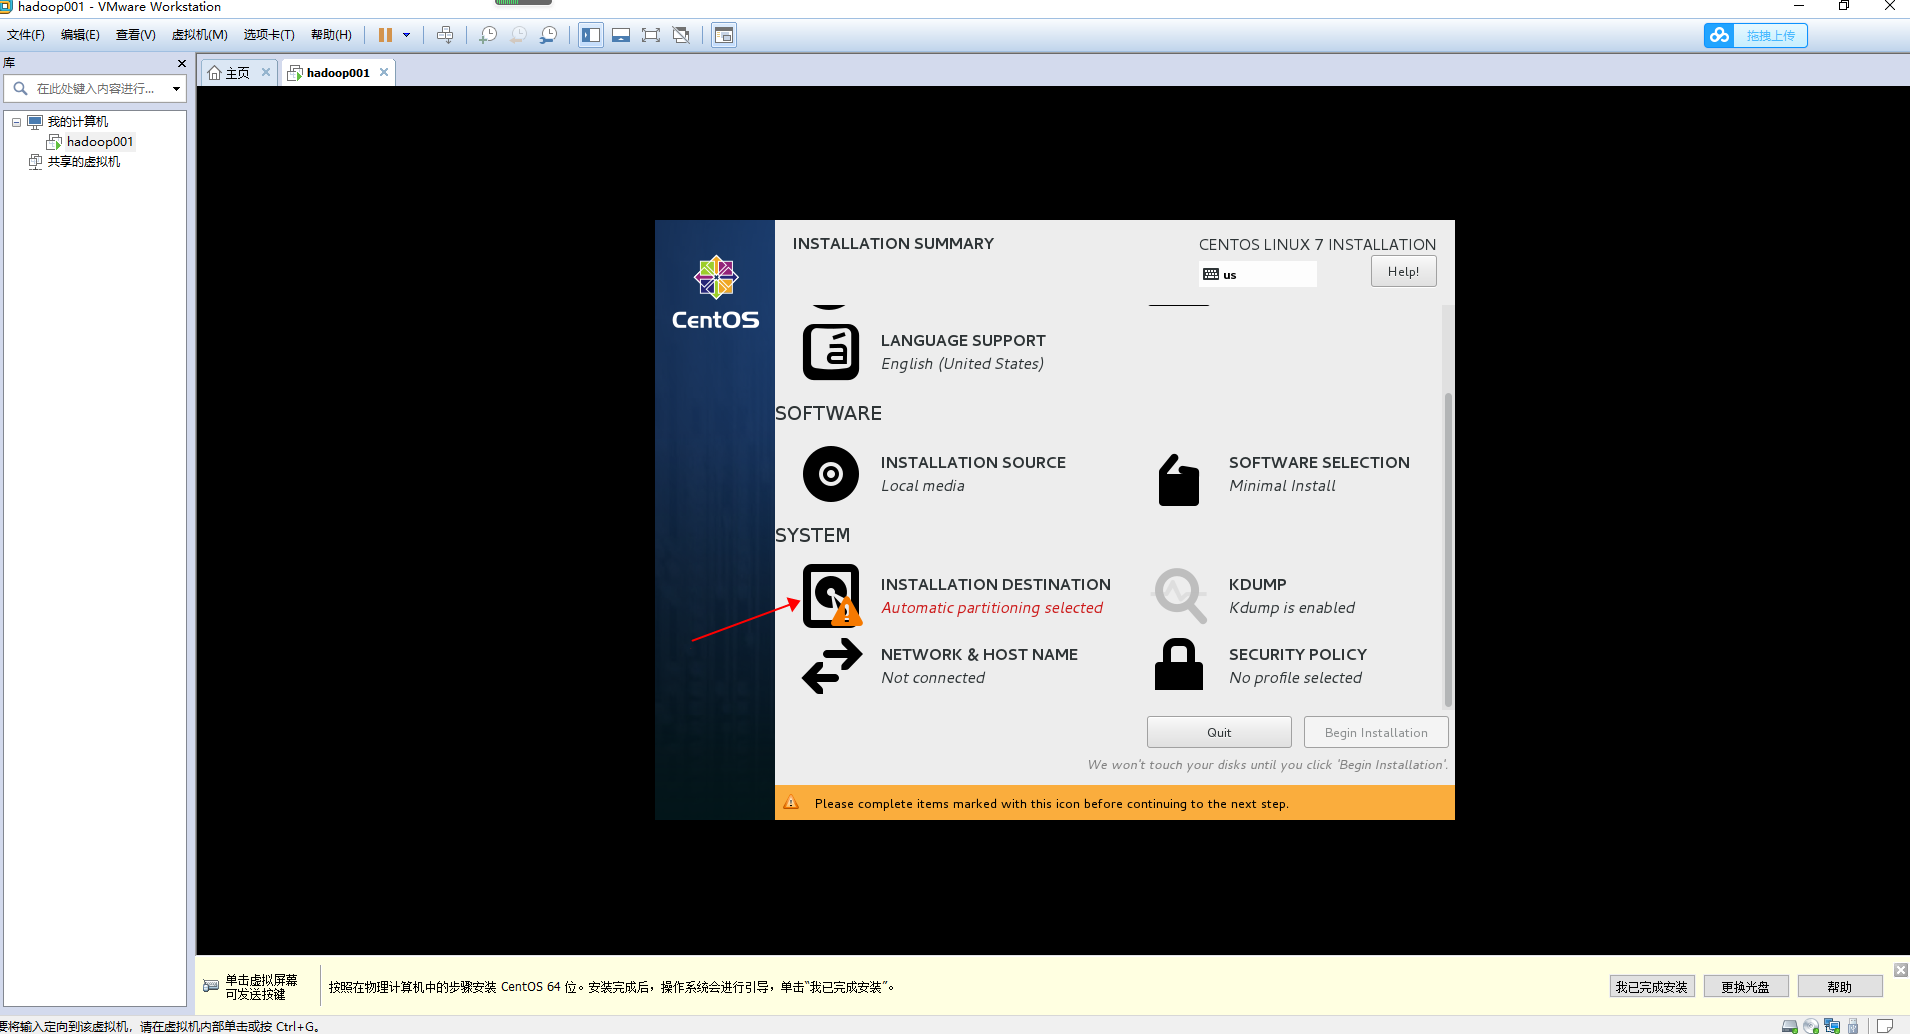 hadoop001 - VMware Workstation
文件(F) 编辑(E) 查看(V) 虚拟机(M) 选项卡(T) 帮助(H)
拖拽上传
库
主页
hadoop001
在此处键入内容进行...
我的计算机
hadoop001
共享的虚拟机
INSTALLATION SUMMARY
CENTOS LINUX 7 INSTALLATION
us
Help!
CentOS
LANGUAGE SUPPORT
English (United States)
SOFTWARE
INSTALLATION SOURCE
Local media
SOFTWARE SELECTION
Minimal Install
SYSTEM
INSTALLATION DESTINATION
Automatic partitioning selected
KDUMP
Kdump is enabled
NETWORK & HOST NAME
Not connected
SECURITY POLICY
No profile selected
Quit
Begin Installation
We won't touch your disks until you click 'Begin Installation'.
Please complete items marked with this icon before continuing to the next step.
单击虚拟屏幕
可发送按键
按照在物理计算机中的步骤安装 CentOS 64 位。安装完成后，操作系统会进行引导，单击“我已完成安装”。
我已完成安装
更换光盘
帮助
要将输入定向到该虚拟机，请在虚拟机内部单击或按 Ctrl+G。